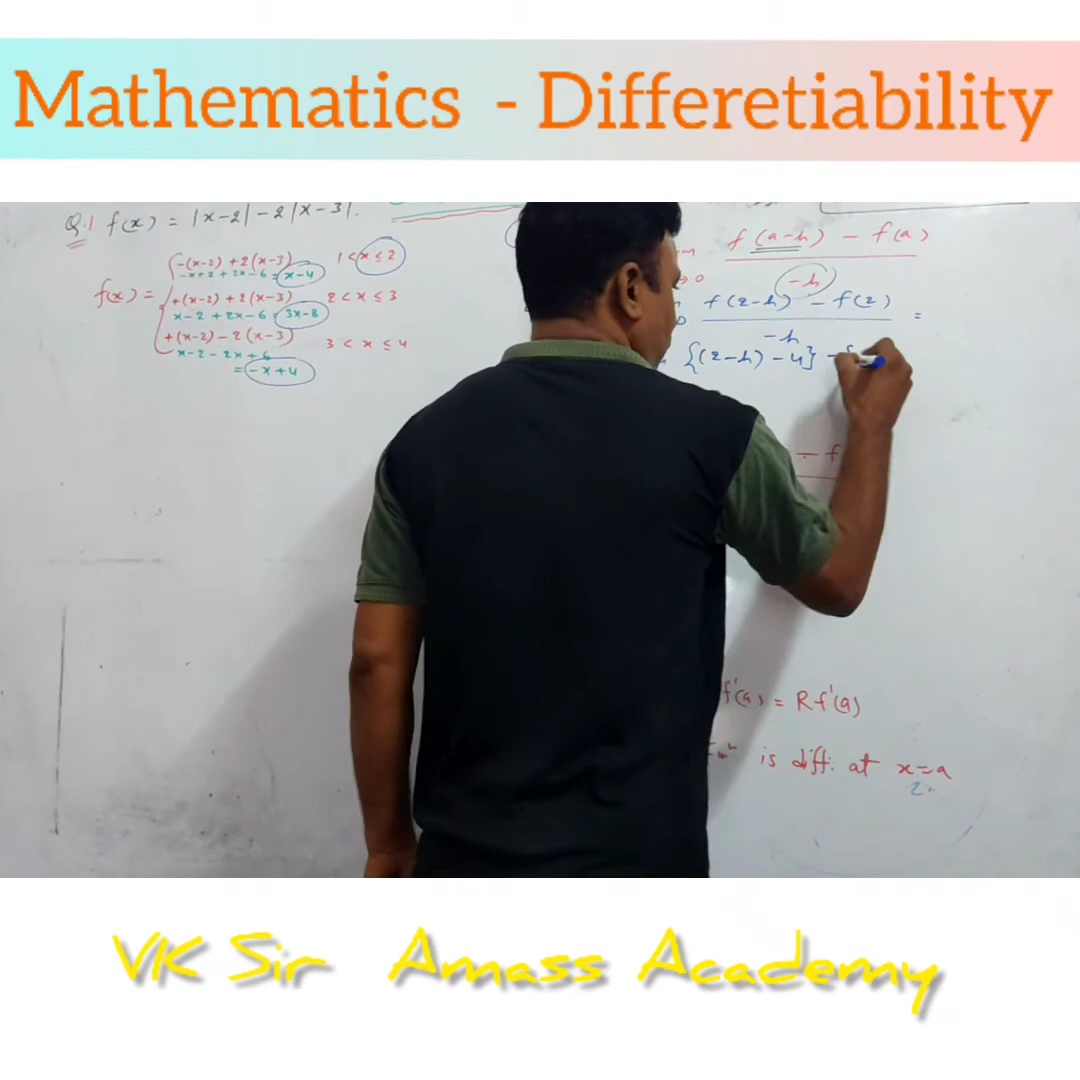 Mathematics - Differetiability
Q.1 f(x) = |x-2| - 2|x-3|.
f(x) =
-(x-2) + 2(x-3) 1 < x ≤ 2
-x+2 + 2x-6 = x-4
+(x-2) + 2(x-3) 2 < x ≤ 3
x-2 + 2x-6 = 3x-8
+(x-2) - 2(x-3) 3 < x ≤ 4
x-2 - 2x+6
= -x+4
f(a-h) - f(a)
-h
f(2-h) - f(2) =
-h
{(2-h) - 4} -
- f
f'(a) = Rf'(a)
is diff. at x=a
2
VK Sir Amass Academy